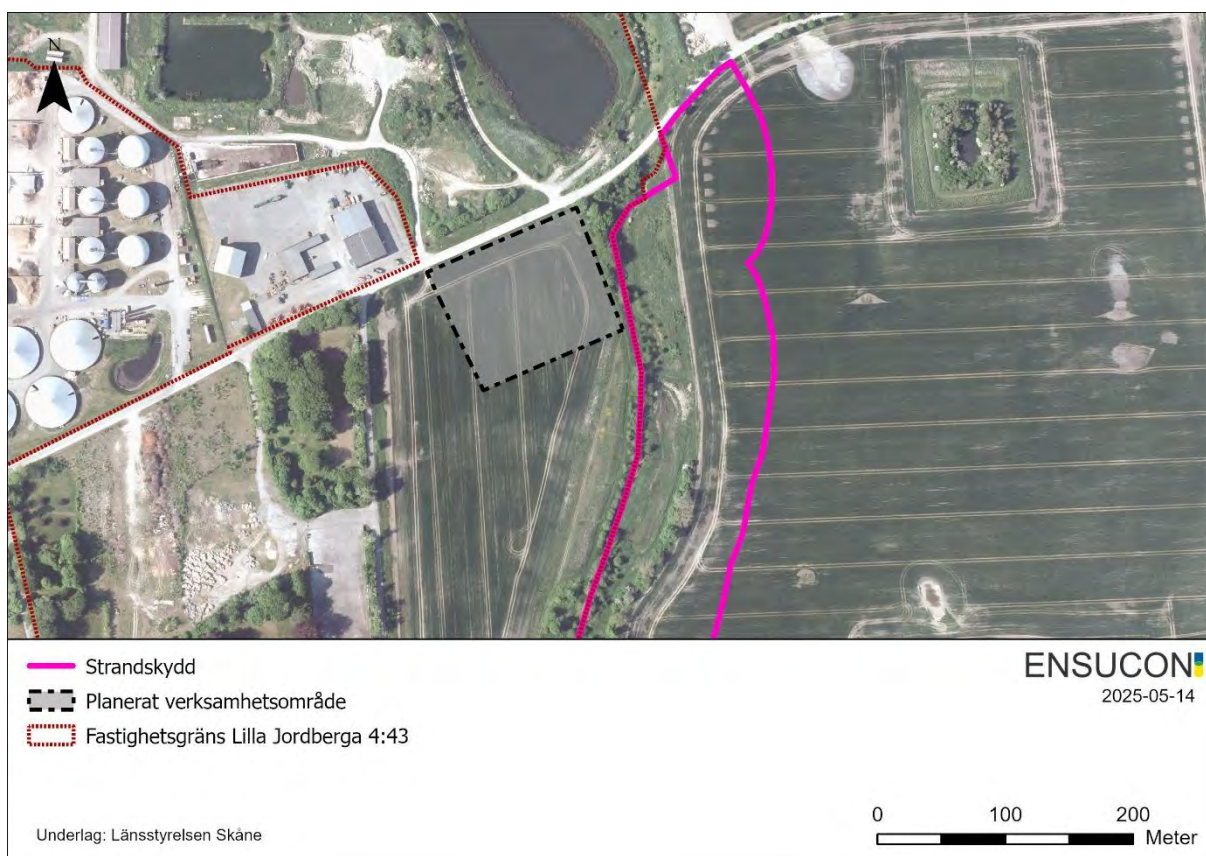 N
Strandskydd
Planerat verksamhetsområde
Fastighetsgräns Lilla Jordberga 4:43
Underlag: Länsstyrelsen Skåne
ENSUCON
2025-05-14
0 100 200
Meter